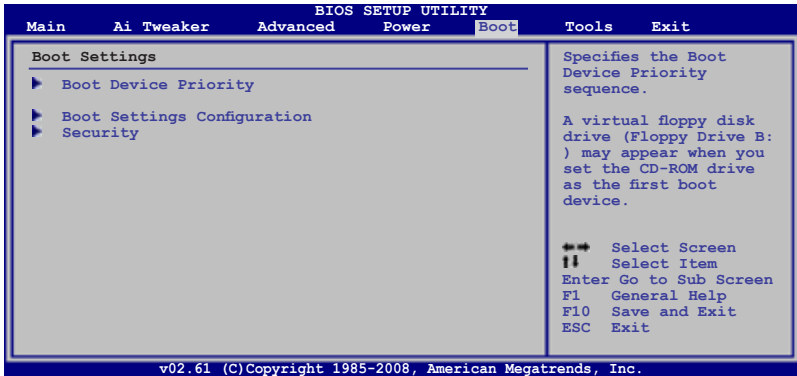 BIOS SETUP UTILITY
Main Ai Tweaker Advanced Power Boot Tools Exit
Boot Settings
Boot Device Priority
Boot Settings Configuration
Security
Specifies the Boot
Device Priority
sequence.
A virtual floppy disk
drive (Floppy Drive B:
) may appear when you
set the CD-ROM drive
as the first boot
device.
Select Screen
Select Item
Enter Go to Sub Screen
F1 General Help
F10 Save and Exit
ESC Exit
v02.61 (C)Copyright 1985-2008, American Megatrends, Inc.